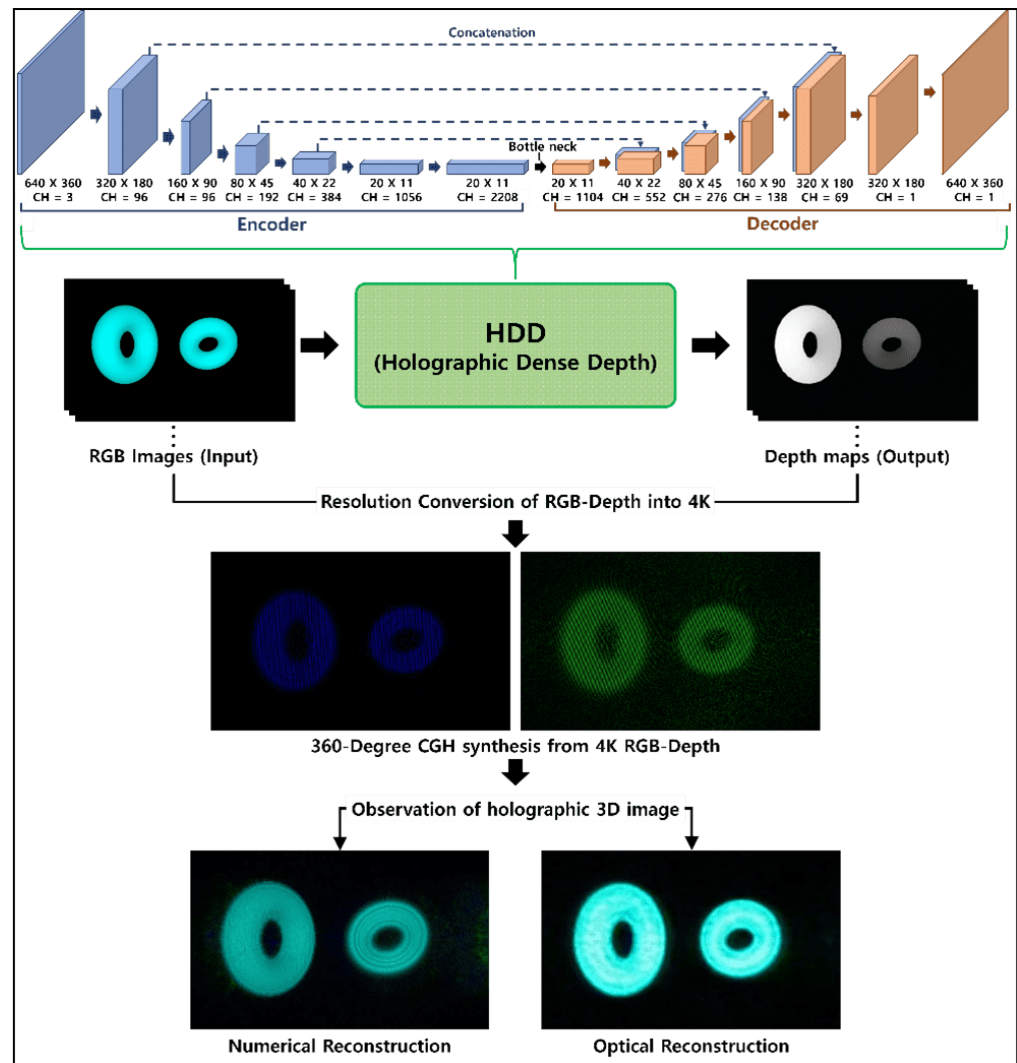 Concatenation
Bottle neck
640 X 360 320 X 180 160 X 90 80 X 45 40 X 22 20 X 11 20 X 11 20 X 11 40 X 22 80 X 45 160 X 90 320 X 180 320 X 180 640 X 360
CH = 3 CH = 96 CH = 96 CH = 192 CH = 384 CH = 1056 CH = 2208 CH = 1104 CH = 552 CH = 276 CH = 138 CH = 69 CH = 1 CH = 1
Encoder Decoder
HDD
(Holographic Dense Depth)
RGB Images (Input) Depth maps (Output)
Resolution Conversion of RGB-Depth into 4K
360-Degree CGH synthesis from 4K RGB-Depth
Observation of holographic 3D image
Numerical Reconstruction Optical Reconstruction